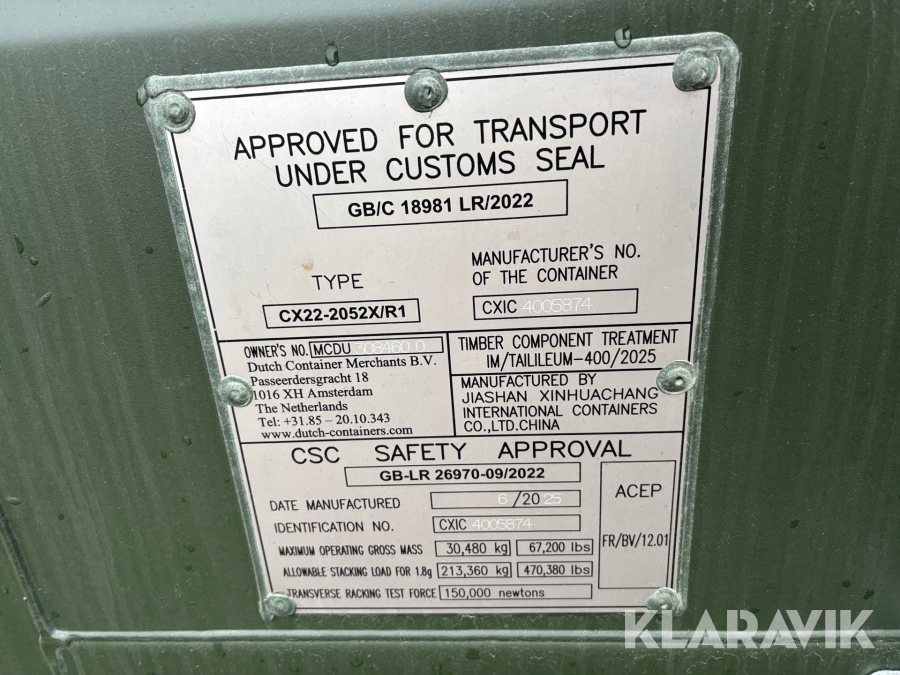 APPROVED FOR TRANSPORT
UNDER CUSTOMS SEAL
GB/C 18981 LR/2022
TYPE
CX22-2052X/R1
MANUFACTURER'S NO.
OF THE CONTAINER
CXIC 4005874
OWNER'S NO. MCDU 308460 0
Dutch Container Merchants B.V.
Passeerdersgracht 18
1016 XH Amsterdam
The Netherlands
Tel: +31.85 - 20.10.343
www.dutch-containers.com
TIMBER COMPONENT TREATMENT
IM/TAILILEUM-400/2025
MANUFACTURED BY
JIASHAN XINHUACHANG
INTERNATIONAL CONTAINERS
CO.,LTD.CHINA
CSC SAFETY APPROVAL
GB-LR 26970-09/2022
DATE MANUFACTURED 6 /20 25
IDENTIFICATION NO. CXIC 4005874
MAXIMUM OPERATING GROSS MASS 30,480 kg 67,200 lbs
ALLOWABLE STACKING LOAD FOR 1.8g 213,360 kg 470,380 lbs
TRANSVERSE RACKING TEST FORCE 150,000 newtons
ACEP
FR/BV/12.01
KLARAVIK